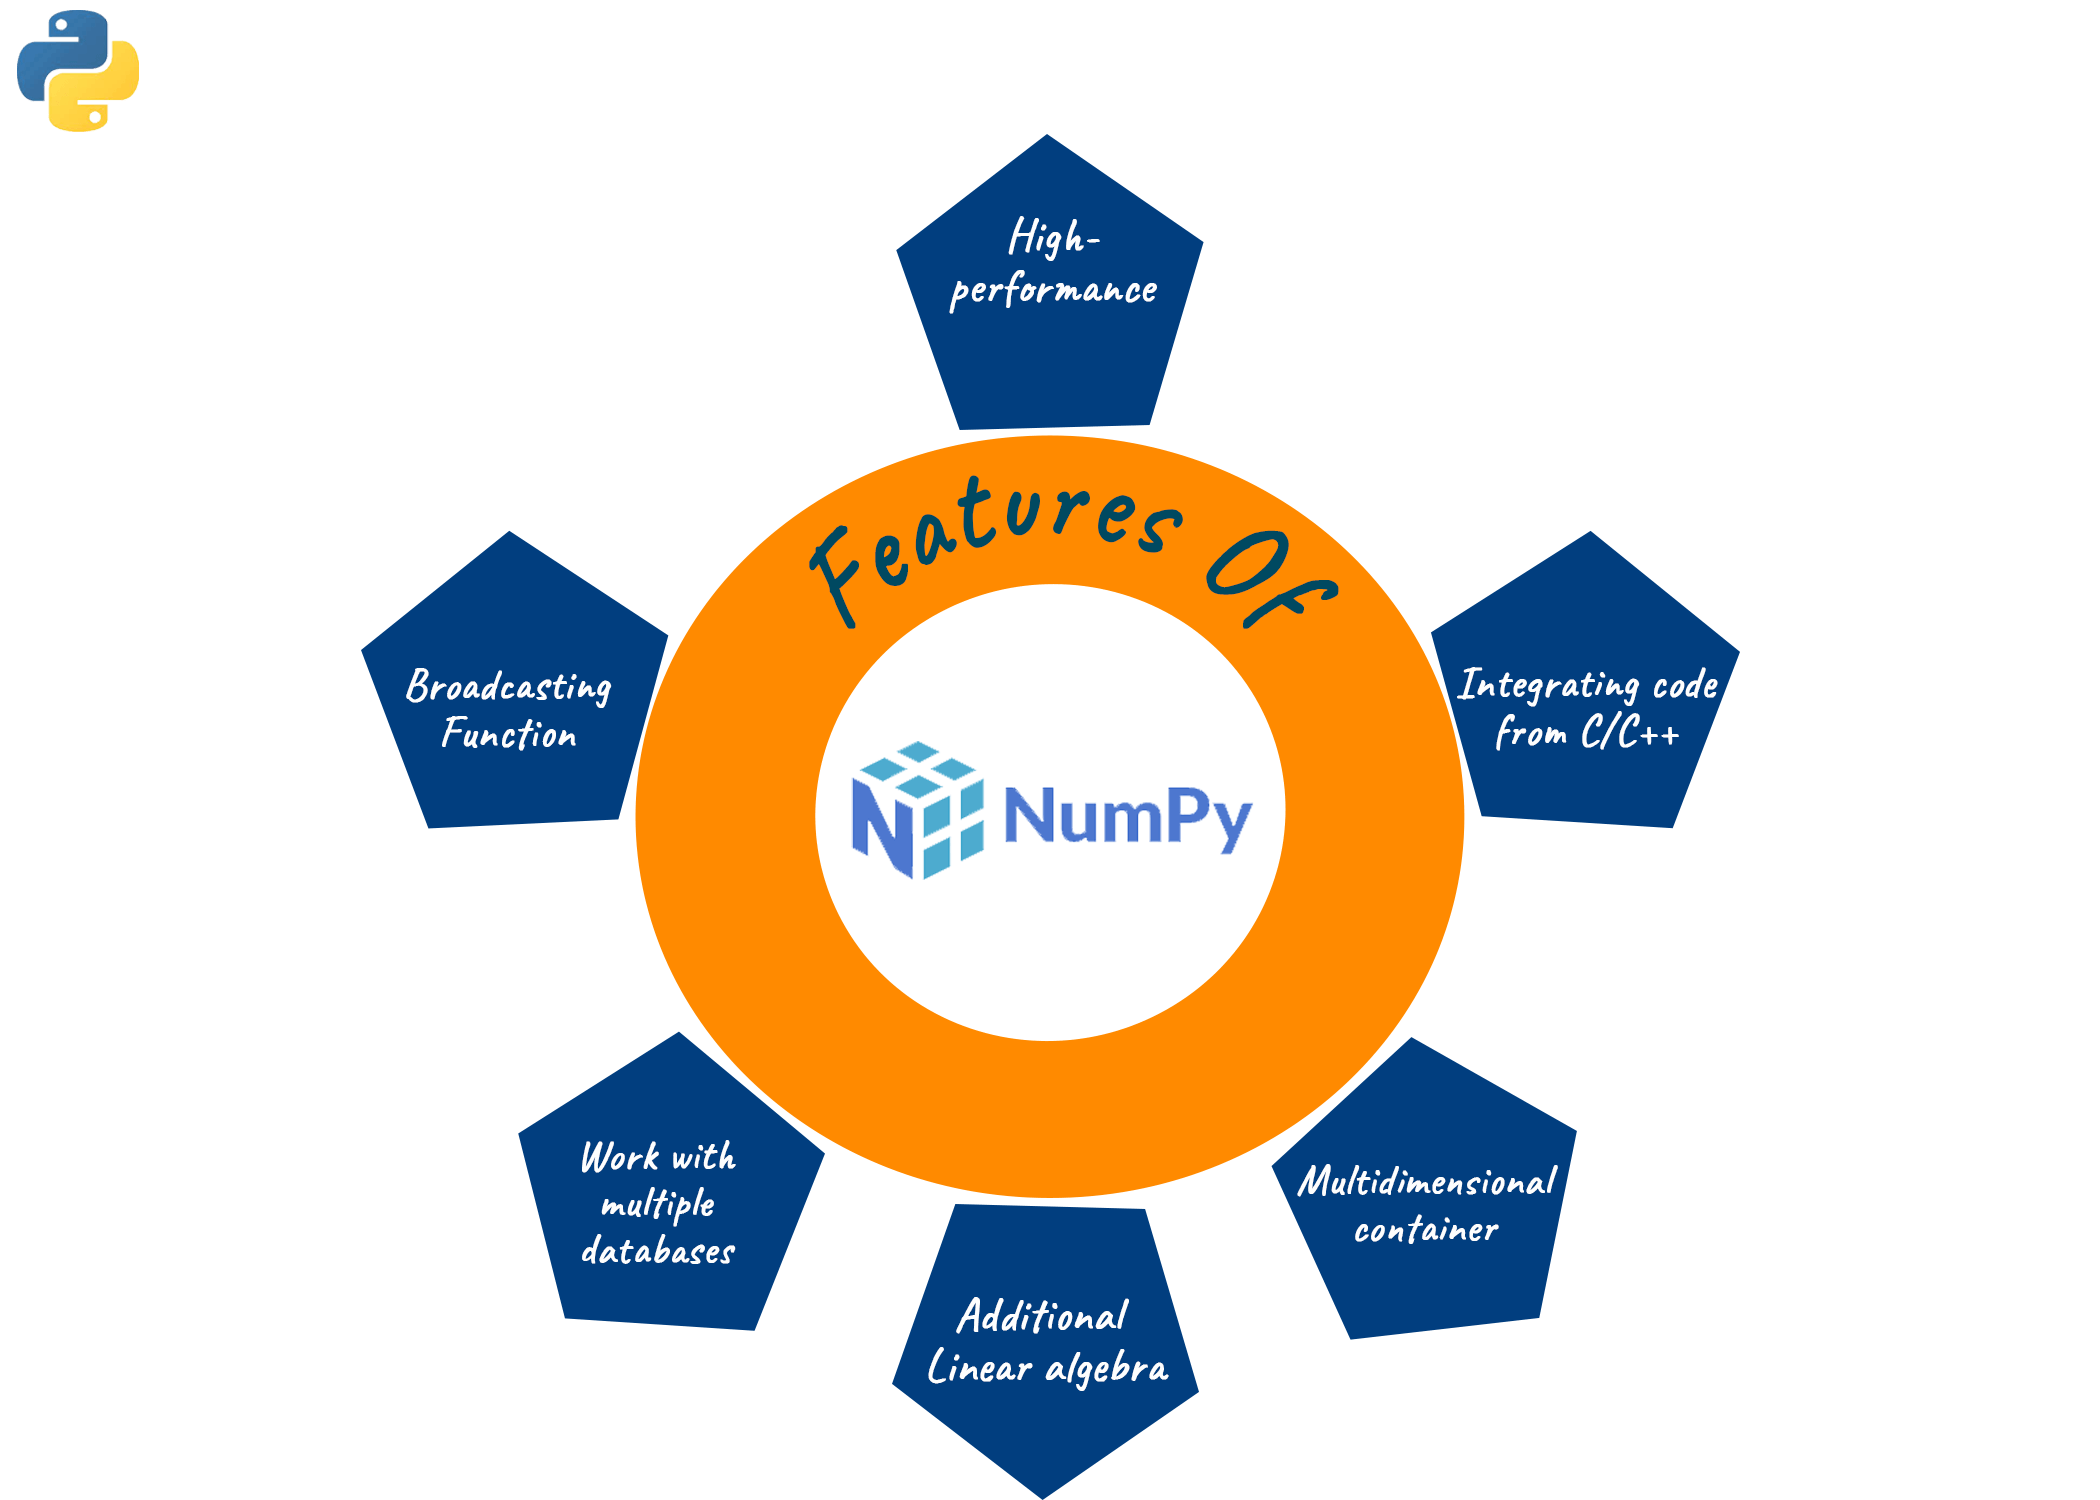 High-
performance
Features Of
Broadcasting
Function
Integrating code
from C/C++
NumPy
Work with
multiple
databases
Multidimensional
container
Additional
Linear algebra